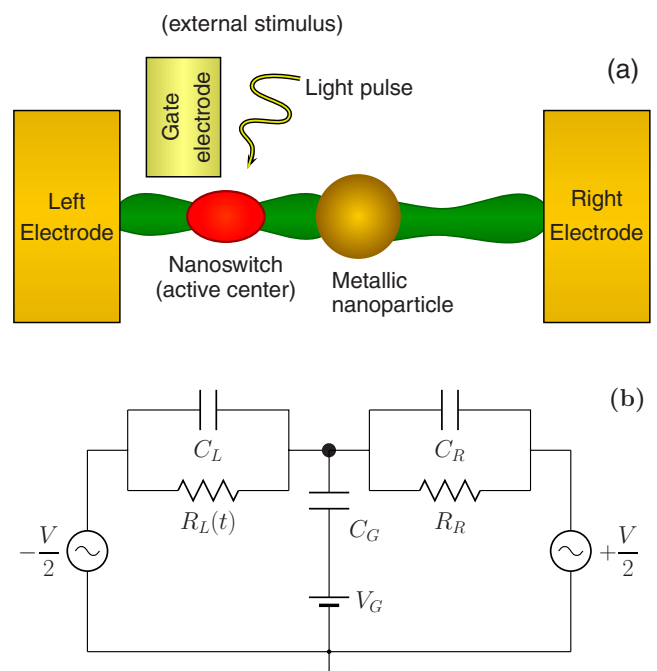 (external stimulus)
(a)
Gate
electrode
Light pulse
Left
Electrode
Right
Electrode
Nanoswitch
(active center)
Metallic
nanoparticle
(b)
C_L
C_R
R_L(t)
R_R
C_G
−V/2
+V/2
V_G